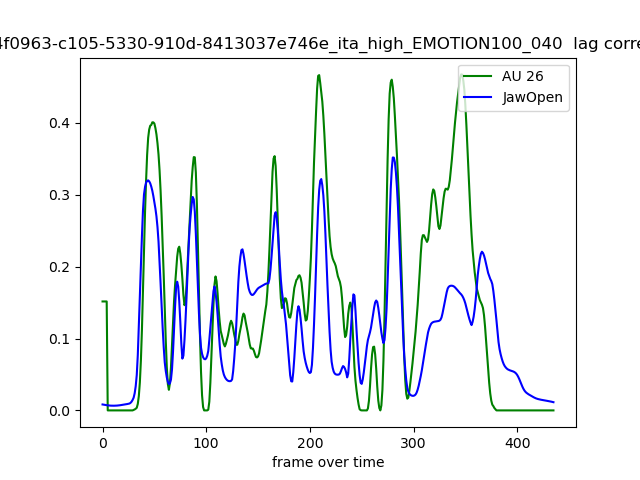 4f0963-c105-5330-910d-8413037e746e_ita_high_EMOTION100_040 lag corre
AU 26
JawOpen
0.4
0.3
0.2
0.1
0.0
0 100 200 300 400
frame over time